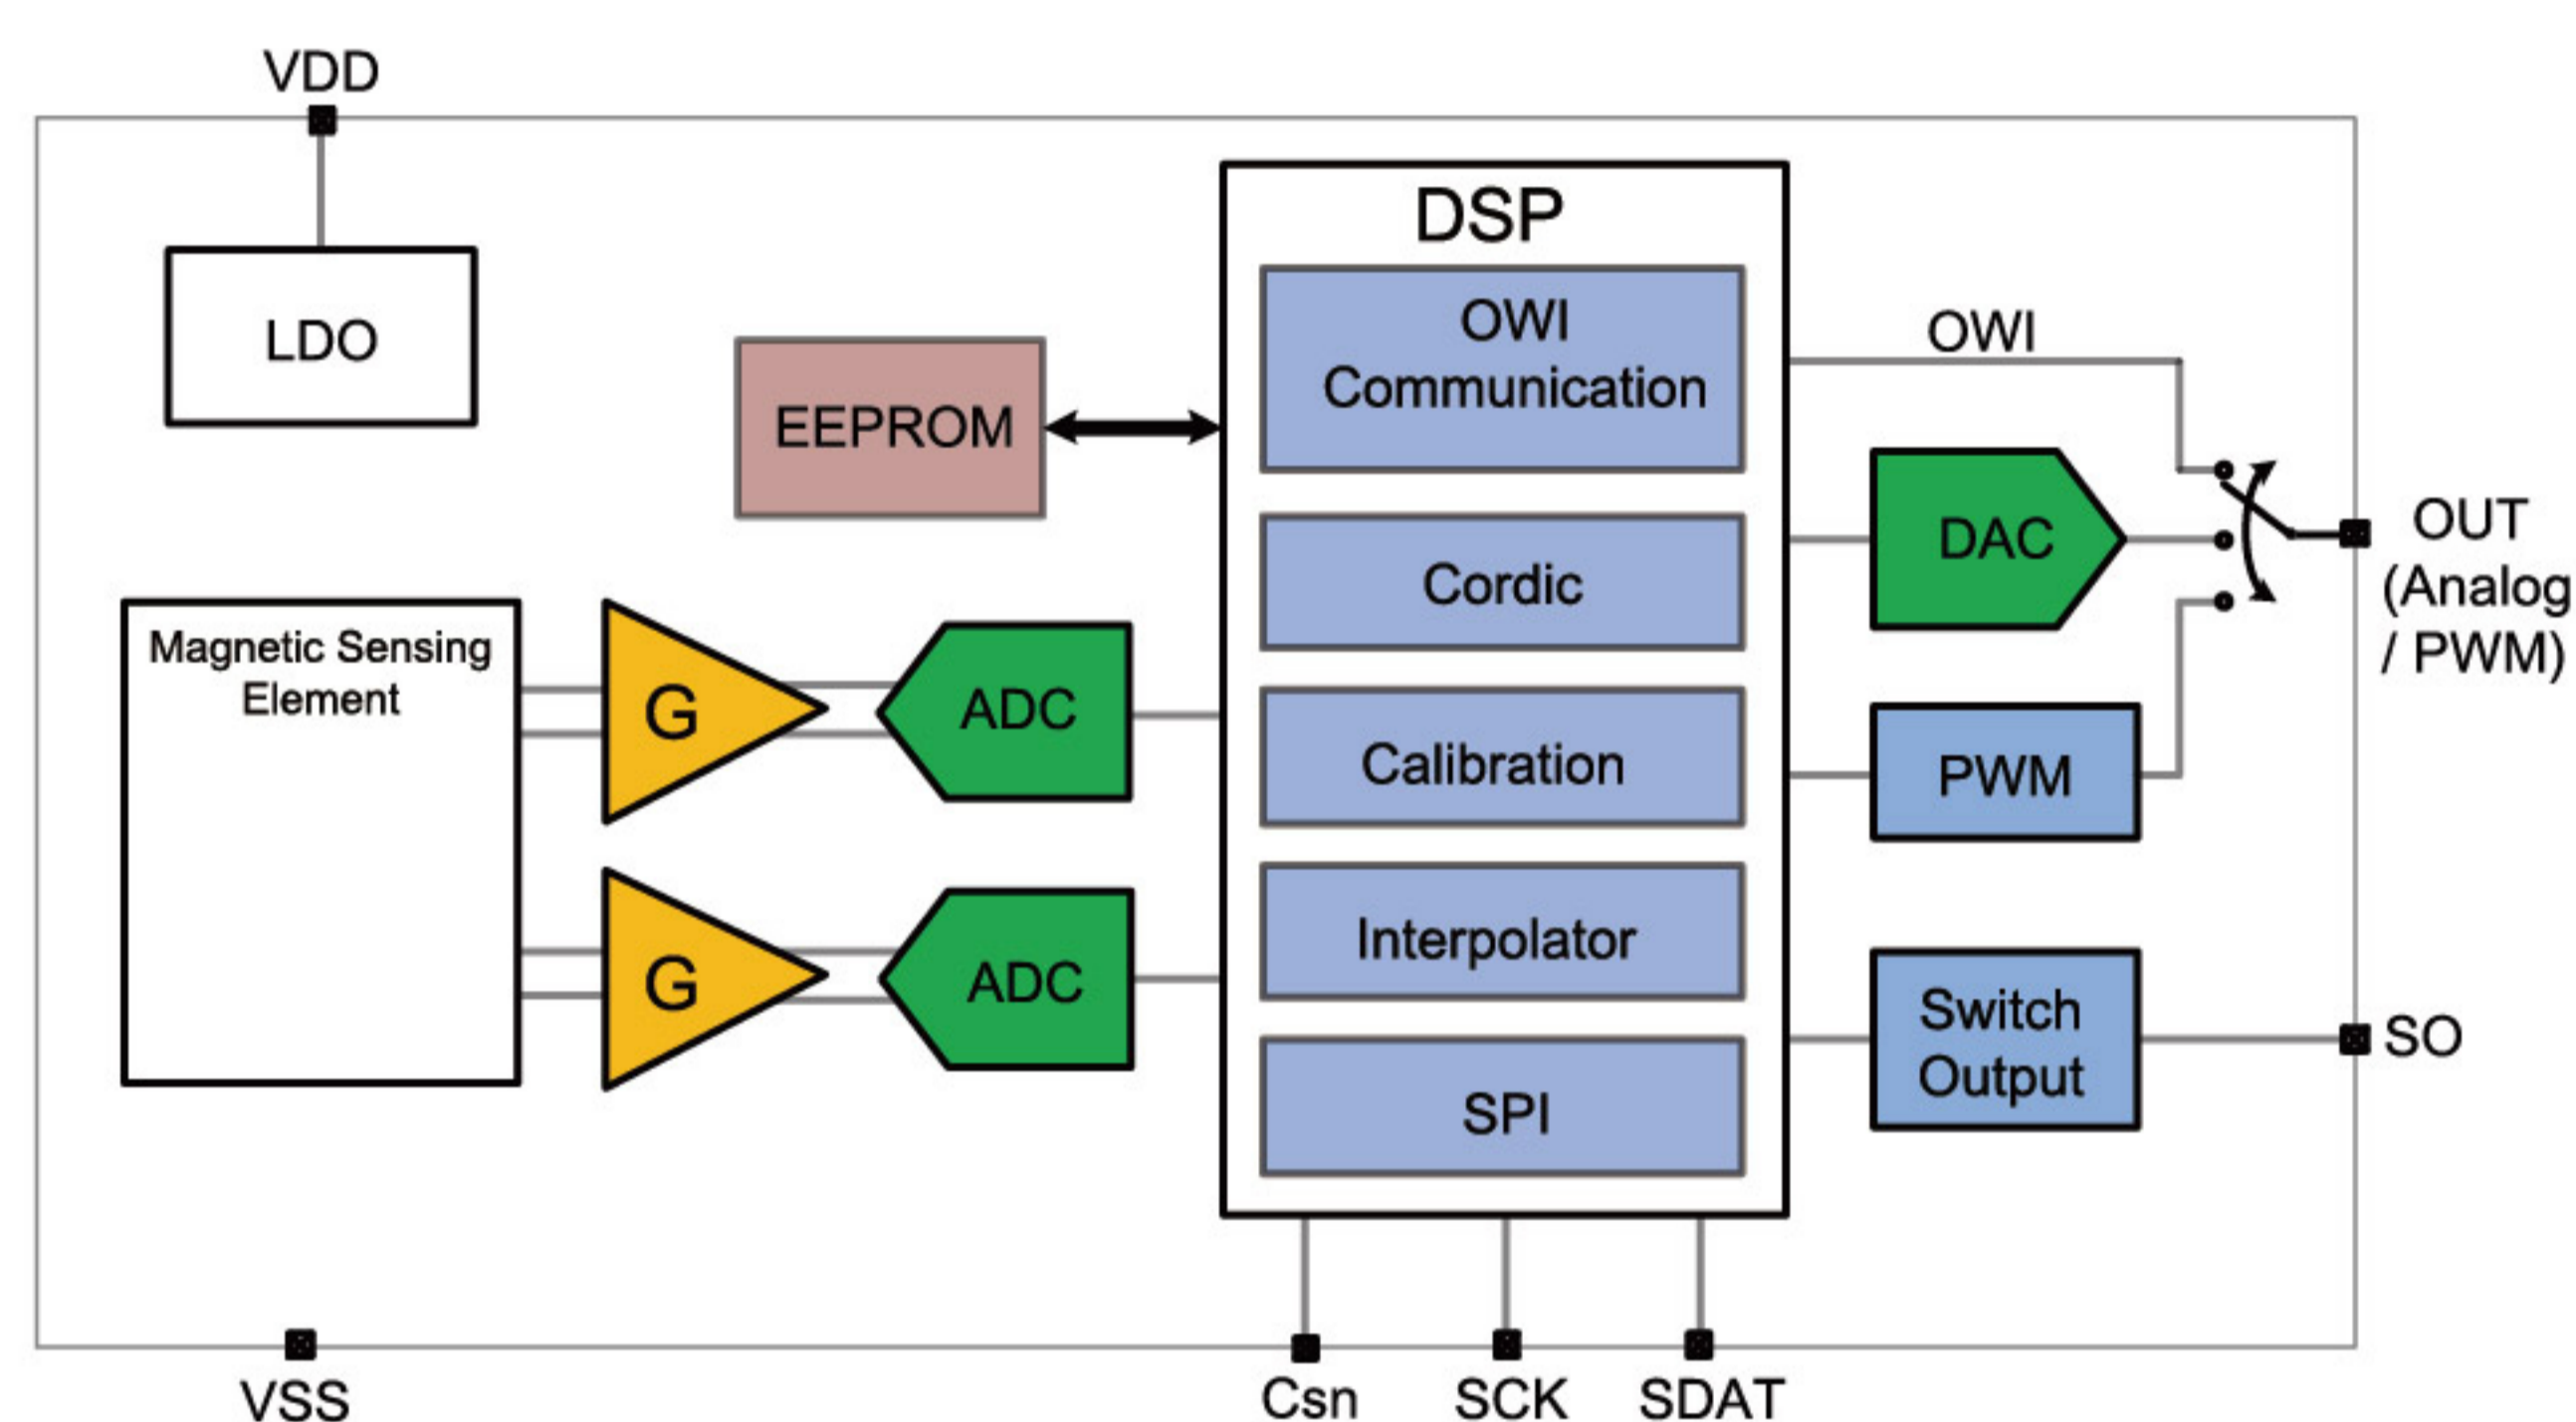 VDD
LDO
EEPROM
Magnetic Sensing
Element
G
ADC
G
ADC
DSP
OWI
Communication
Cordic
Calibration
Interpolator
SPI
OWI
DAC
PWM
Switch
Output
OUT
(Analog
/ PWM)
SO
VSS
Csn
SCK
SDAT